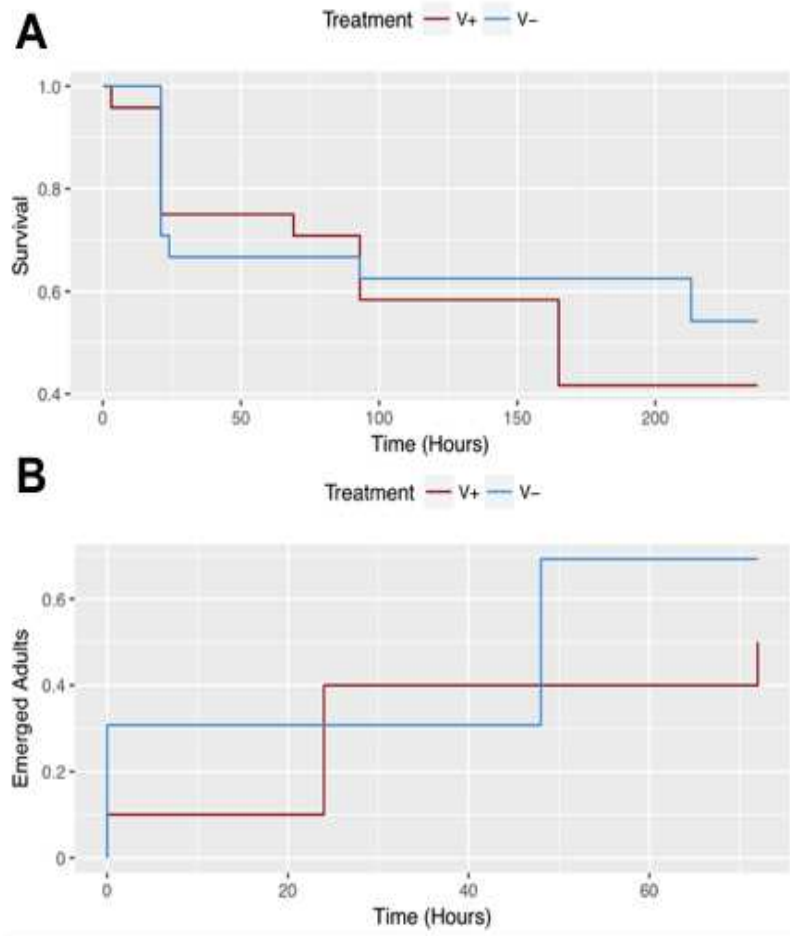 A
Treatment V+ V−
1.0
0.8
0.6
0.4
Survival
0 50 100 150 200
Time (Hours)
B
Treatment V+ V−
0.6
0.4
0.2
0
Emerged Adults
0 20 40 60
Time (Hours)